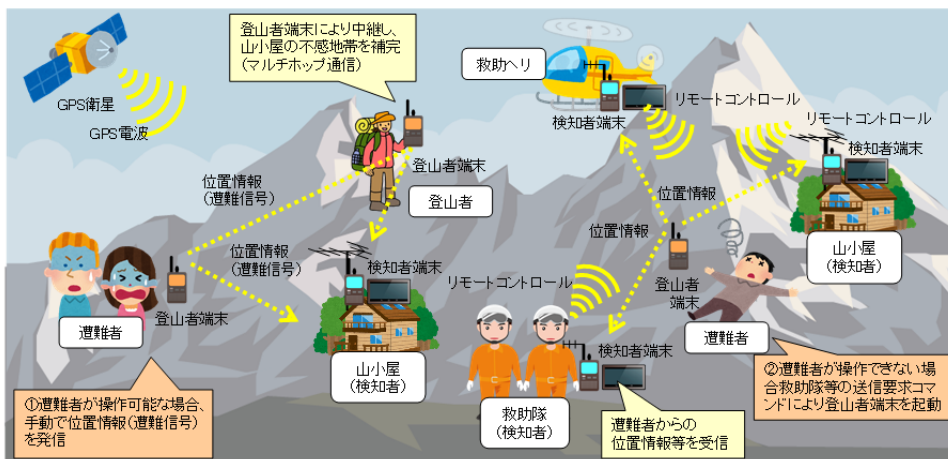 登山者端末により中継し、
山小屋の不感地帯を補完
(マルチホップ通信)
GPS衛星
GPS電波
救助ヘリ
検知者端末
リモートコントロール
リモートコントロール
検知者端末
登山者端末
登山者
位置情報
(遭難信号)
位置情報
(遭難信号)
位置情報
位置情報
山小屋
(検知者)
検知者端末
リモートコントロール
登山者
端末
遭難者
登山者端末
遭難者
検知者端末
山小屋
(検知者)
救助隊
(検知者)
①遭難者が操作可能な場合、
手動で位置情報(遭難信号)
を発信
遭難者からの
位置情報等を受信
②遭難者が操作できない場
合救助隊等の送信要求コマ
ンドにより登山者端末を起動